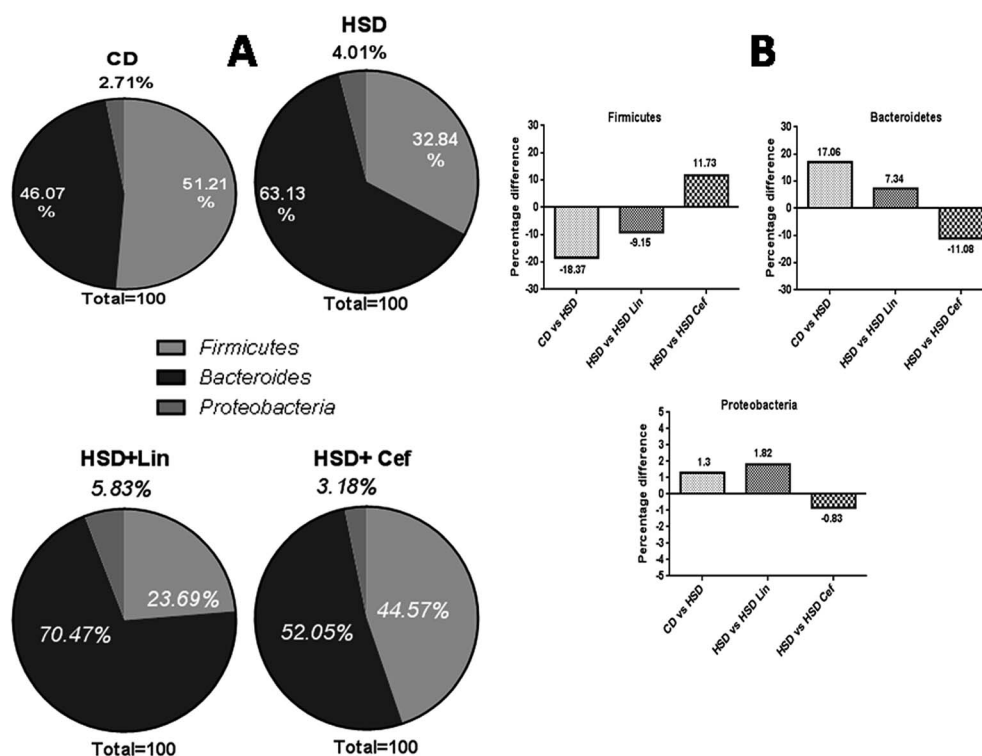 A
CD
2.71%
46.07
%
51.21
%
Total=100
HSD
4.01%
32.84
%
63.13
%
Total=100
Firmicutes
Bacteroides
Proteobacteria
HSD+Lin
5.83%
23.69%
70.47%
Total=100
HSD+ Cef
3.18%
44.57%
52.05%
Total=100
B
Firmicutes
Percentage difference
30
20
10
0
-10
-20
-30
-18.37
-9.15
11.73
CD vs HSD
HSD vs HSD Lin
HSD vs HSD Cef
Bacteroidetes
Percentage difference
30
20
10
0
-10
-20
-30
17.06
7.34
-11.08
CD vs HSD
HSD vs HSD Lin
HSD vs HSD Cef
Proteobacteria
Percentage difference
5
4
3
2
1
0
-1
-2
-3
-4
-5
1.3
1.82
-0.83
CD vs HSD
HSD vs HSD Lin
HSD vs HSD Cef